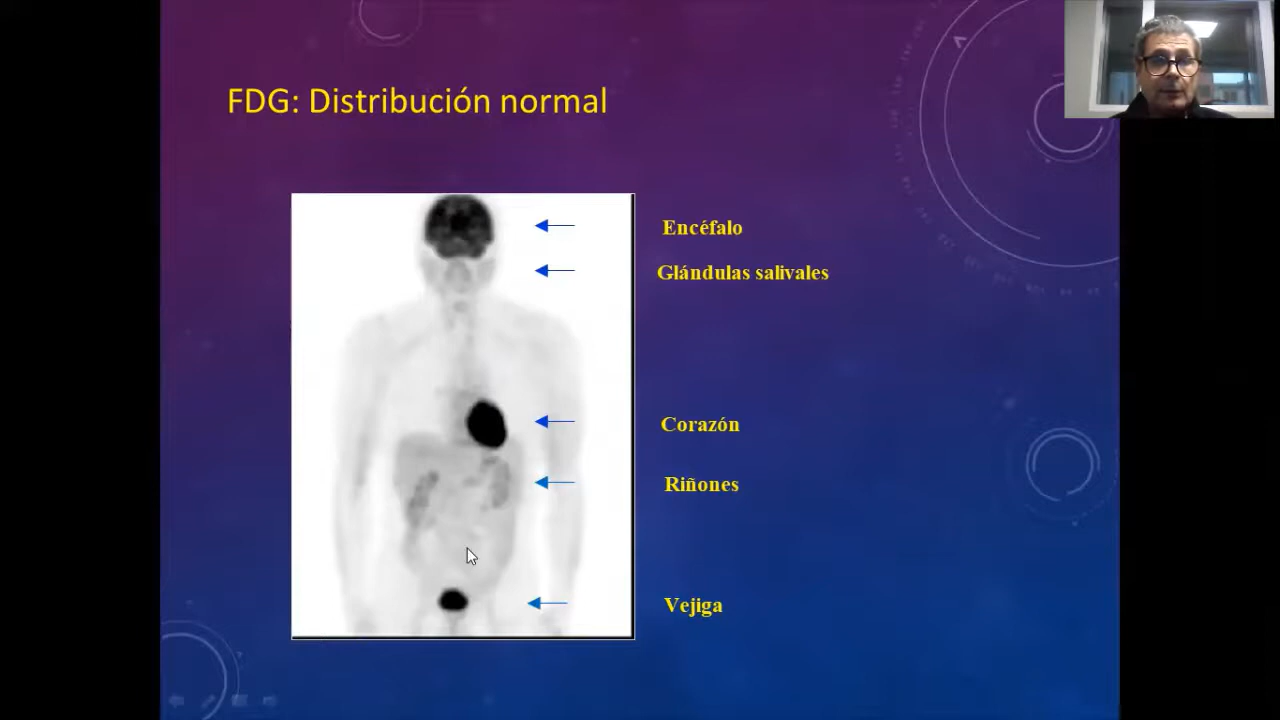 FDG: Distribución normal
Encéfalo
Glándulas salivales
Corazón
Riñones
Vejiga